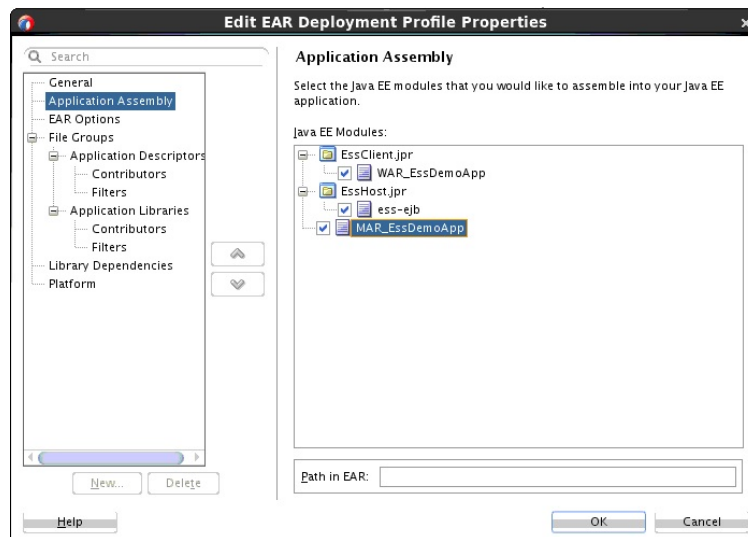 Edit EAR Deployment Profile Properties
Search
General
Application Assembly
EAR Options
File Groups
Application Descriptors
Contributors
Filters
Application Libraries
Contributors
Filters
Library Dependencies
Platform
New...
Delete
Application Assembly
Select the Java EE modules that you would like to assemble into your Java EE
application.
Java EE Modules:
EssClient.jpr
WAR_EssDemoApp
EssHost.jpr
ess-ejb
MAR_EssDemoApp
Path in EAR:
Help
OK
Cancel